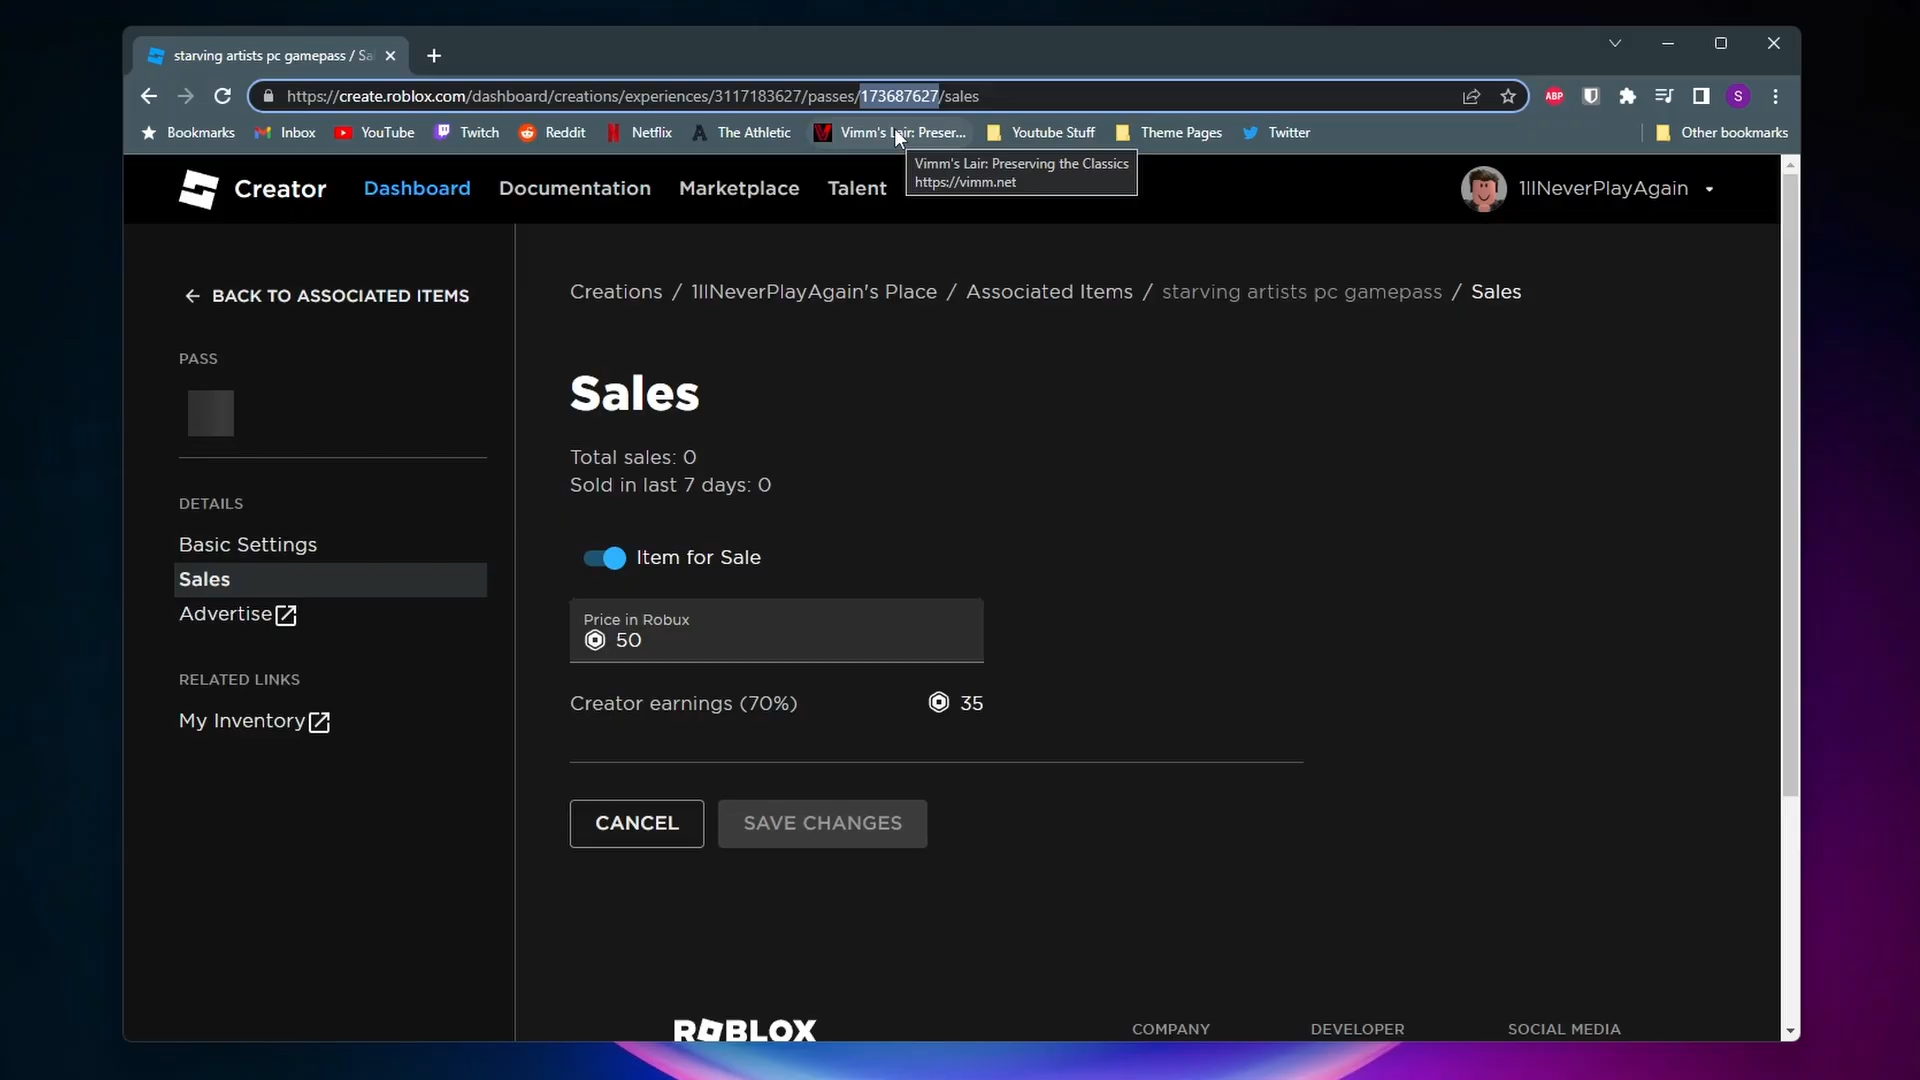 starving artists pc gamepass / Sa
https://create.roblox.com/dashboard/creations/experiences/3117183627/passes/173687627/sales
ABP
S
Bookmarks Inbox YouTube Twitch Reddit Netflix The Athletic Vimm's Lair: Preser... Youtube Stuff Theme Pages Twitter Other bookmarks
Vimm's Lair: Preserving the Classics
https://vimm.net
Creator Dashboard Documentation Marketplace Talent 1llNeverPlayAgain
BACK TO ASSOCIATED ITEMS
Creations / 1llNeverPlayAgain's Place / Associated Items / starving artists pc gamepass / Sales
PASS
Sales
Total sales: 0
Sold in last 7 days: 0
DETAILS
Basic Settings
Sales
Advertise
Item for Sale
Price in Robux
50
RELATED LINKS
My Inventory
Creator earnings (70%) 35
CANCEL SAVE CHANGES
ROBLOX COMPANY DEVELOPER SOCIAL MEDIA